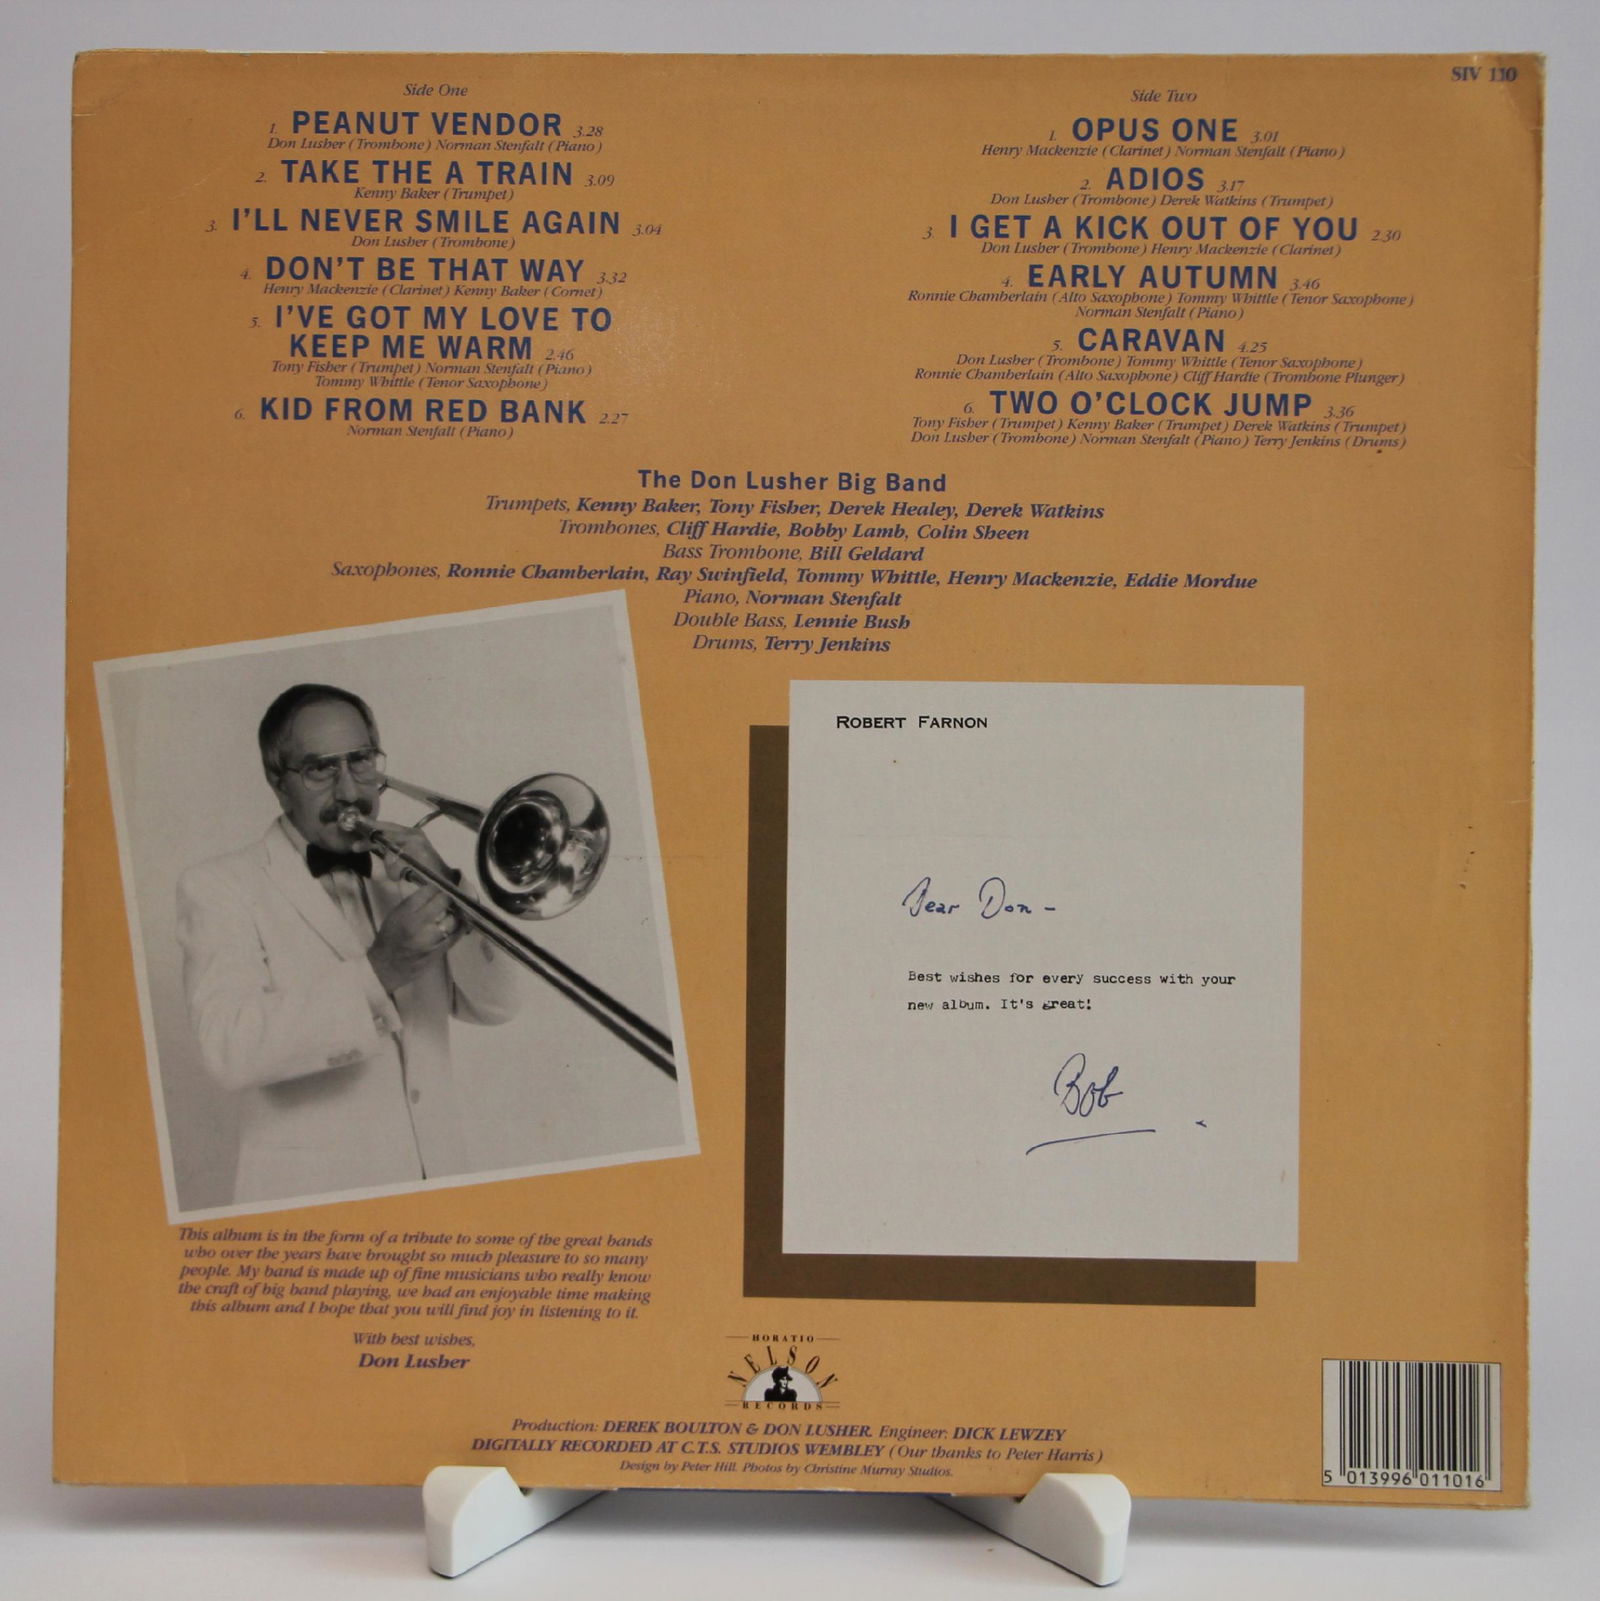 SIV 110
Side One
1. PEANUT VENDOR 3.28
Don Lusher (Trombone) Norman Stenfalt (Piano)
2. TAKE THE A TRAIN 3.09
Kenny Baker (Trumpet)
3. I'LL NEVER SMILE AGAIN 3.04
Don Lusher (Trombone)
4. DON'T BE THAT WAY 3.32
Henry Mackenzie (Clarinet) Kenny Baker (Cornet)
5. I'VE GOT MY LOVE TO
KEEP ME WARM 2.46
Tony Fisher (Trumpet) Norman Stenfalt (Piano)
Tommy Whittle (Tenor Saxophone)
6. KID FROM RED BANK 2.27
Norman Stenfalt (Piano)
Side Two
1. OPUS ONE 3.01
Henry Mackenzie (Clarinet) Norman Stenfalt (Piano)
2. ADIOS 3.17
Don Lusher (Trombone) Derek Watkins (Trumpet)
3. I GET A KICK OUT OF YOU 2.30
Don Lusher (Trombone) Henry Mackenzie (Clarinet)
4. EARLY AUTUMN 3.46
Ronnie Chamberlain (Alto Saxophone) Tommy Whittle (Tenor Saxophone)
Norman Stenfalt (Piano)
5. CARAVAN 4.25
Don Lusher (Trombone) Tommy Whittle (Tenor Saxophone)
Ronnie Chamberlain (Alto Saxophone) Cliff Hardie (Trombone Plunger)
6. TWO O'CLOCK JUMP 3.36
Tony Fisher (Trumpet) Kenny Baker (Trumpet) Derek Watkins (Trumpet)
Don Lusher (Trombone) Norman Stenfalt (Piano) Terry Jenkins (Drums)
The Don Lusher Big Band
Trumpets, Kenny Baker, Tony Fisher, Derek Healey, Derek Watkins
Trombones, Cliff Hardie, Bobby Lamb, Colin Sheen
Bass Trombone, Bill Geldard
Saxophones, Ronnie Chamberlain, Ray Swinfield, Tommy Whittle, Henry Mackenzie, Eddie Mordue
Piano, Norman Stenfalt
Double Bass, Lennie Bush
Drums, Terry Jenkins
ROBERT FARNON
Dear Don -
Best wishes for every success with your
new album. It's great!
Bob
This album is in the form of a tribute to some of the great bands
who over the years have brought so much pleasure to so many
people. My band is made up of fine musicians who really know
the craft of big band playing, we had an enjoyable time making
this album and I hope that you will find joy in listening to it.
With best wishes,
Don Lusher
HORATIO
NELSON
RECORDS
Production: DEREK BOULTON & DON LUSHER. Engineer: DICK LEWZEY
DIGITALLY RECORDED AT C.T.S. STUDIOS WEMBLEY (Our thanks to Peter Harris)
Design by Peter Hill. Photos by Christine Murray Studios.
5 013996 011016